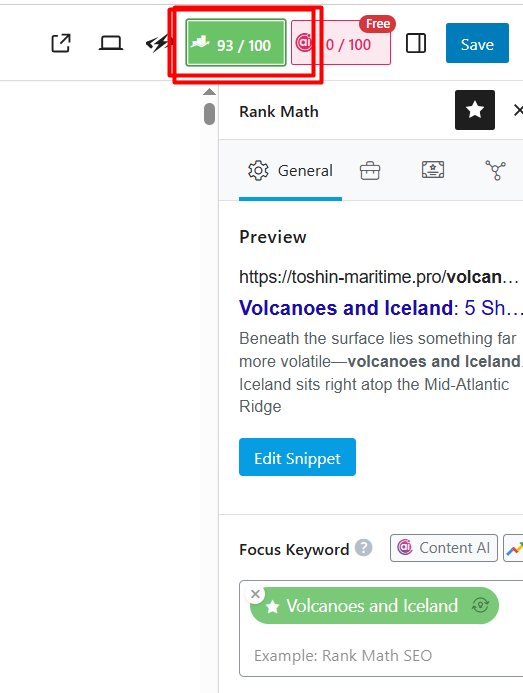 93 / 100
0 / 100
Free
Save
Rank Math
General
Preview
https://toshin-maritime.pro/volcan...
Volcanoes and Iceland: 5 Sh...
Beneath the surface lies something far
more volatile—volcanoes and Iceland.
Iceland sits right atop the Mid-Atlantic
Ridge
Edit Snippet
Focus Keyword ?
Content AI
Volcanoes and Iceland
Example: Rank Math SEO